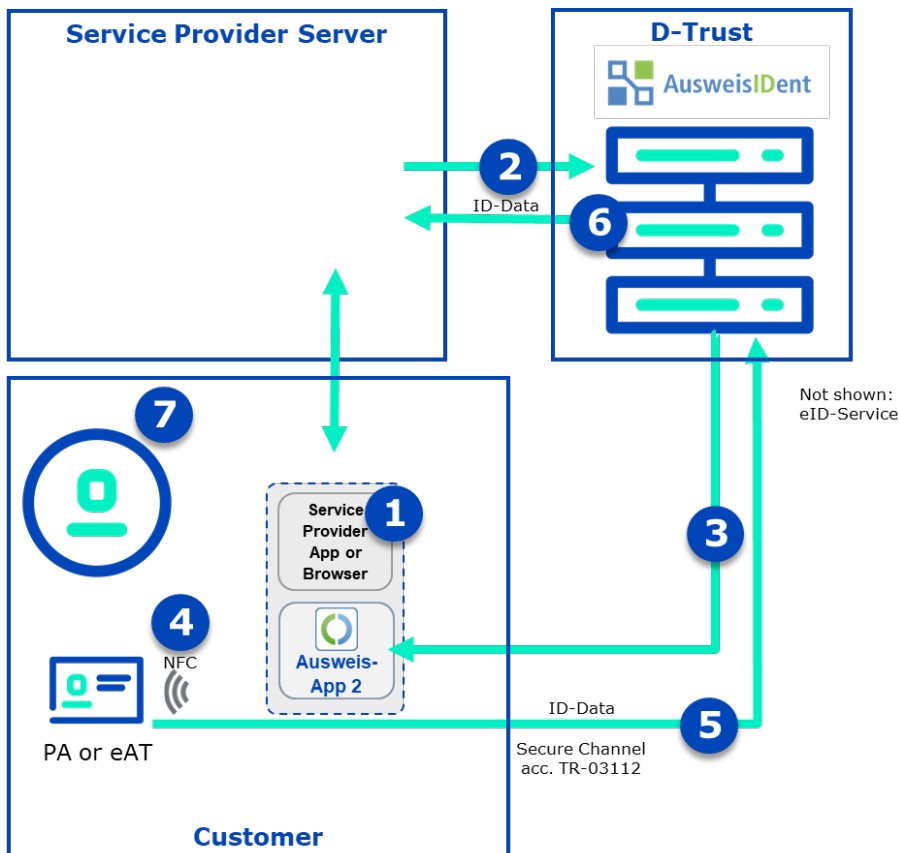 Service Provider Server
D-Trust
AusweisIDent
2
ID-Data
6
Not shown:
eID-Service
7
1
Service
Provider
App or
Browser
3
4
NFC
Ausweis-
App 2
PA or eAT
ID-Data
5
Secure Channel
acc. TR-03112
Customer